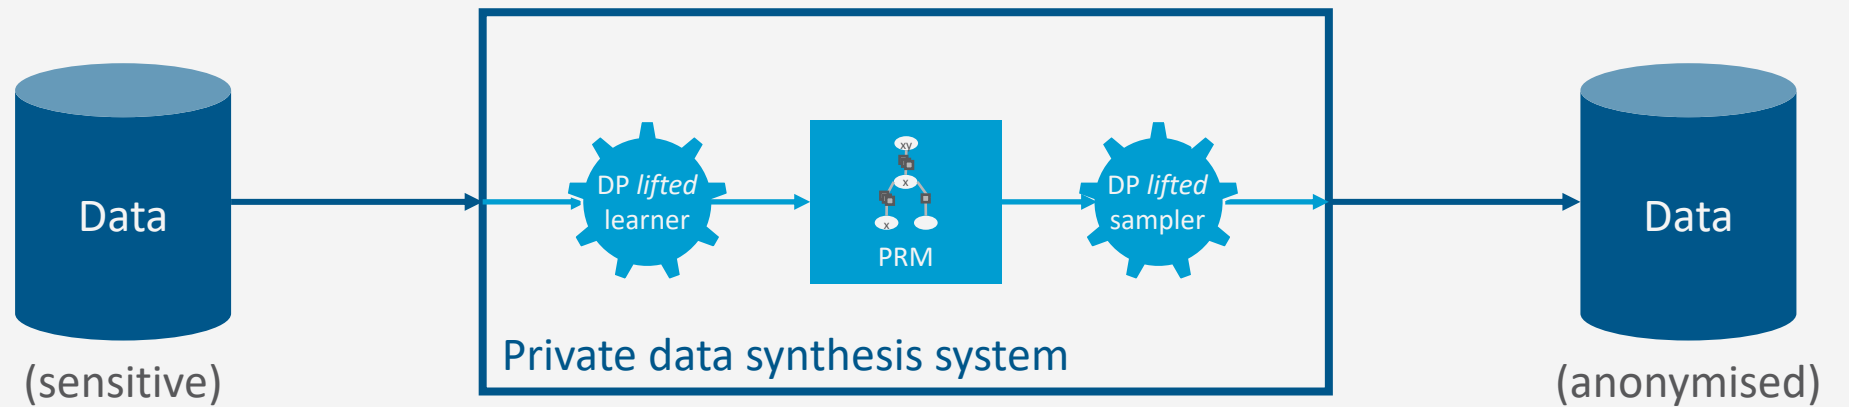 Data
(sensitive)
DP lifted
learner
xy
x
x
PRM
DP lifted
sampler
Private data synthesis system
Data
(anonymised)